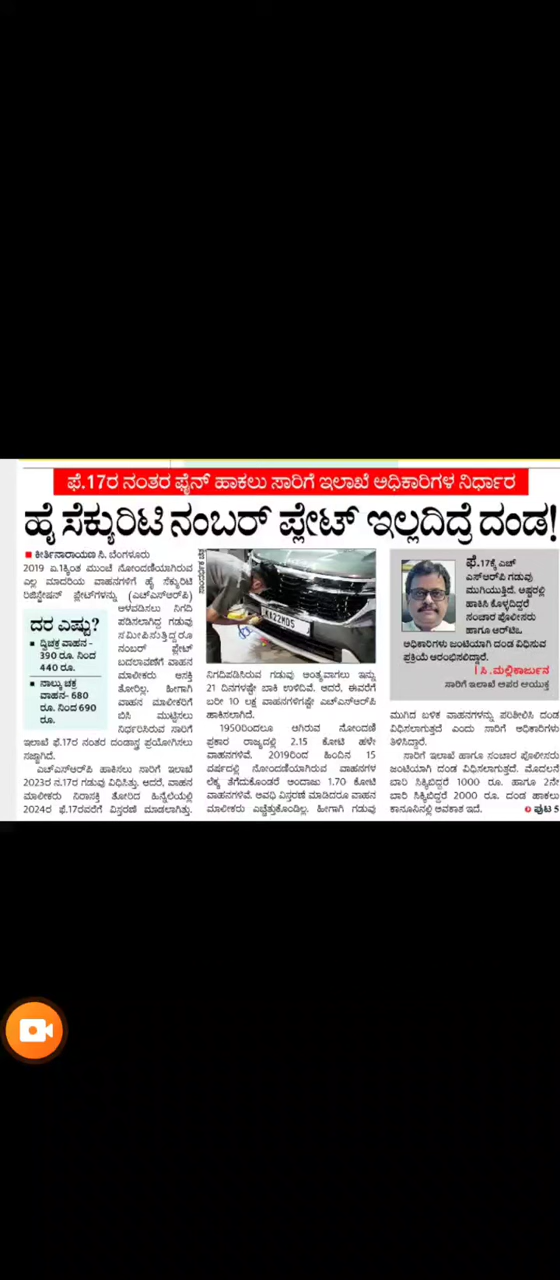 ಫೆ.17ರ ನಂತರ ಫೈನ್ ಹಾಕಲು ಸಾರಿಗೆ ಇಲಾಖೆ ಅಧಿಕಾರಿಗಳ ನಿರ್ಧಾರ
ಹೈ ಸೆಕ್ಯುರಿಟಿ ನಂಬರ್ ಪ್ಲೇಟ್ ಇಲ್ಲದಿದ್ರೆ ದಂಡ!
ಕೀರ್ತಿನಾರಾಯಣ ಸಿ. ಬೆಂಗಳೂರು
2019 ಏ.1ಕ್ಕಿಂತ ಮುಂಚೆ ನೋಂದಣಿಯಾಗಿರುವ
ಎಲ್ಲ ಮಾದರಿಯ ವಾಹನಗಳಿಗೆ ಹೈ ಸೆಕ್ಯುರಿಟಿ
ರಿಜಿಸ್ಟ್ರೇಷನ್ ಪ್ಲೇಟ್‌ಗಳನ್ನು (ಎಚ್‌ಎಸ್‌ಆರ್‌ಪಿ)
ಅಳವಡಿಸಲು ನಿಗದಿ
ಪಡಿಸಲಾಗಿದ್ದ ಗಡುವು
ಸಮೀಪಿಸುತ್ತಿದ್ದರೂ
ನಂಬರ್ ಪ್ಲೇಟ್
ಬದಲಾವಣೆಗೆ ವಾಹನ
ಮಾಲೀಕರು ಆಸಕ್ತಿ
ತೋರಿಲ್ಲ. ಹೀಗಾಗಿ
ವಾಹನ ಮಾಲೀಕರಿಗೆ
ಬಿಸಿ ಮುಟ್ಟಿಸಲು
ನಿರ್ಧರಿಸಿರುವ ಸಾರಿಗೆ
ಇಲಾಖೆ ಫೆ.17ರ ನಂತರ ದಂಡಾಸ್ತ್ರ ಪ್ರಯೋಗಿಸಲು
ಸಜ್ಜಾಗಿದೆ.
ಎಚ್‌ಎಸ್‌ಆರ್‌ಪಿ ಹಾಕಿಸಲು ಸಾರಿಗೆ ಇಲಾಖೆ
2023ರ ನ.17ರ ಗಡುವು ವಿಧಿಸಿತ್ತು. ಆದರೆ, ವಾಹನ
ಮಾಲೀಕರು ನಿರಾಸಕ್ತಿ ತೋರಿದ ಹಿನ್ನೆಲೆಯಲ್ಲಿ
2024ರ ಫೆ.17ರವರೆಗೆ ವಿಸ್ತರಣೆ ಮಾಡಲಾಗಿತ್ತು.
ದರ ಎಷ್ಟು?
ದ್ವಿಚಕ್ರ ವಾಹನ-
390 ರೂ. ನಿಂದ
440 ರೂ.
ನಾಲ್ಕು ಚಕ್ರ
ವಾಹನ- 680
ರೂ. ನಿಂದ 690
ರೂ.
KA22MD5
ನಿಗದಿಪಡಿಸಿರುವ ಗಡುವು ಅಂತ್ಯವಾಗಲು ಇನ್ನು
21 ದಿನಗಳಷ್ಟೇ ಬಾಕಿ ಉಳಿದಿವೆ. ಆದರೆ, ಈವರೆಗೆ
ಬರೀ 10 ಲಕ್ಷ ವಾಹನಗಳಿಗಷ್ಟೇ ಎಚ್‌ಎಸ್‌ಆರ್‌ಪಿ
ಹಾಕಿಸಲಾಗಿದೆ.
1950ರಿಂದಲೂ ಆಗಿರುವ ನೋಂದಣಿ
ಪ್ರಕಾರ ರಾಜ್ಯದಲ್ಲಿ 2.15 ಕೋಟಿ ಹಳೇ
ವಾಹನಗಳಿವೆ. 2019ರಿಂದ ಹಿಂದಿನ 15
ವರ್ಷದಲ್ಲಿ ನೋಂದಣಿಯಾಗಿರುವ ವಾಹನಗಳ
ಲೆಕ್ಕ ತೆಗೆದುಕೊಂಡರೆ ಅಂದಾಜು 1.70 ಕೋಟಿ
ವಾಹನಗಳಿವೆ. ಅವಧಿ ವಿಸ್ತರಣೆ ಮಾಡಿದರೂ ವಾಹನ
ಮಾಲೀಕರು ಎಚ್ಚೆತ್ತುಕೊಂಡಿಲ್ಲ. ಹೀಗಾಗಿ ಗಡುವು
ಫೆ. 17ಕ್ಕೆ ಎಚ್
ಎಸ್‌ಆರ್‌ಪಿ ಗಡುವು
ಮುಗಿಯುತ್ತಿದೆ. ಅಷ್ಟರಲ್ಲಿ
ಹಾಕಿಸಿ ಕೊಳ್ಳದಿದ್ದರೆ
ಸಂಚಾರ ಪೊಲೀಸರು
ಹಾಗೂ ಆರ್‌ಟಿಒ
ಅಧಿಕಾರಿಗಳು ಜಂಟಿಯಾಗಿ ದಂಡ ವಿಧಿಸುವ
ಪ್ರಕ್ರಿಯೆ ಆರಂಭಿಸಲಿದ್ದಾರೆ.
| ಸಿ. ಮಲ್ಲಿಕಾರ್ಜುನ
ಸಾರಿಗೆ ಇಲಾಖೆ ಅಪರ ಆಯುಕ್ತ
ಮುಗಿದ ಬಳಿಕ ವಾಹನಗಳನ್ನು ಪರಿಶೀಲಿಸಿ ದಂಡ
ವಿಧಿಸಲಾಗುತ್ತದೆ ಎಂದು ಸಾರಿಗೆ ಅಧಿಕಾರಿಗಳು
ತಿಳಿಸಿದ್ದಾರೆ.
ಸಾರಿಗೆ ಇಲಾಖೆ ಹಾಗೂ ಸಂಚಾರ ಪೊಲೀಸರು
ಜಂಟಿಯಾಗಿ ದಂಡ ವಿಧಿಸಲಾಗುತ್ತದೆ. ಮೊದಲನೆ
ಬಾರಿ ಸಿಕ್ಕಿಬಿದ್ದರೆ 1000 ರೂ. ಹಾಗೂ 2ನೇ
ಬಾರಿ ಸಿಕ್ಕಿಬಿದ್ದರೆ 2000 ರೂ. ದಂಡ ಹಾಕಲು
ಕಾನೂನಿನಲ್ಲಿ ಅವಕಾಶ ಇದೆ. ಪುಟ 5